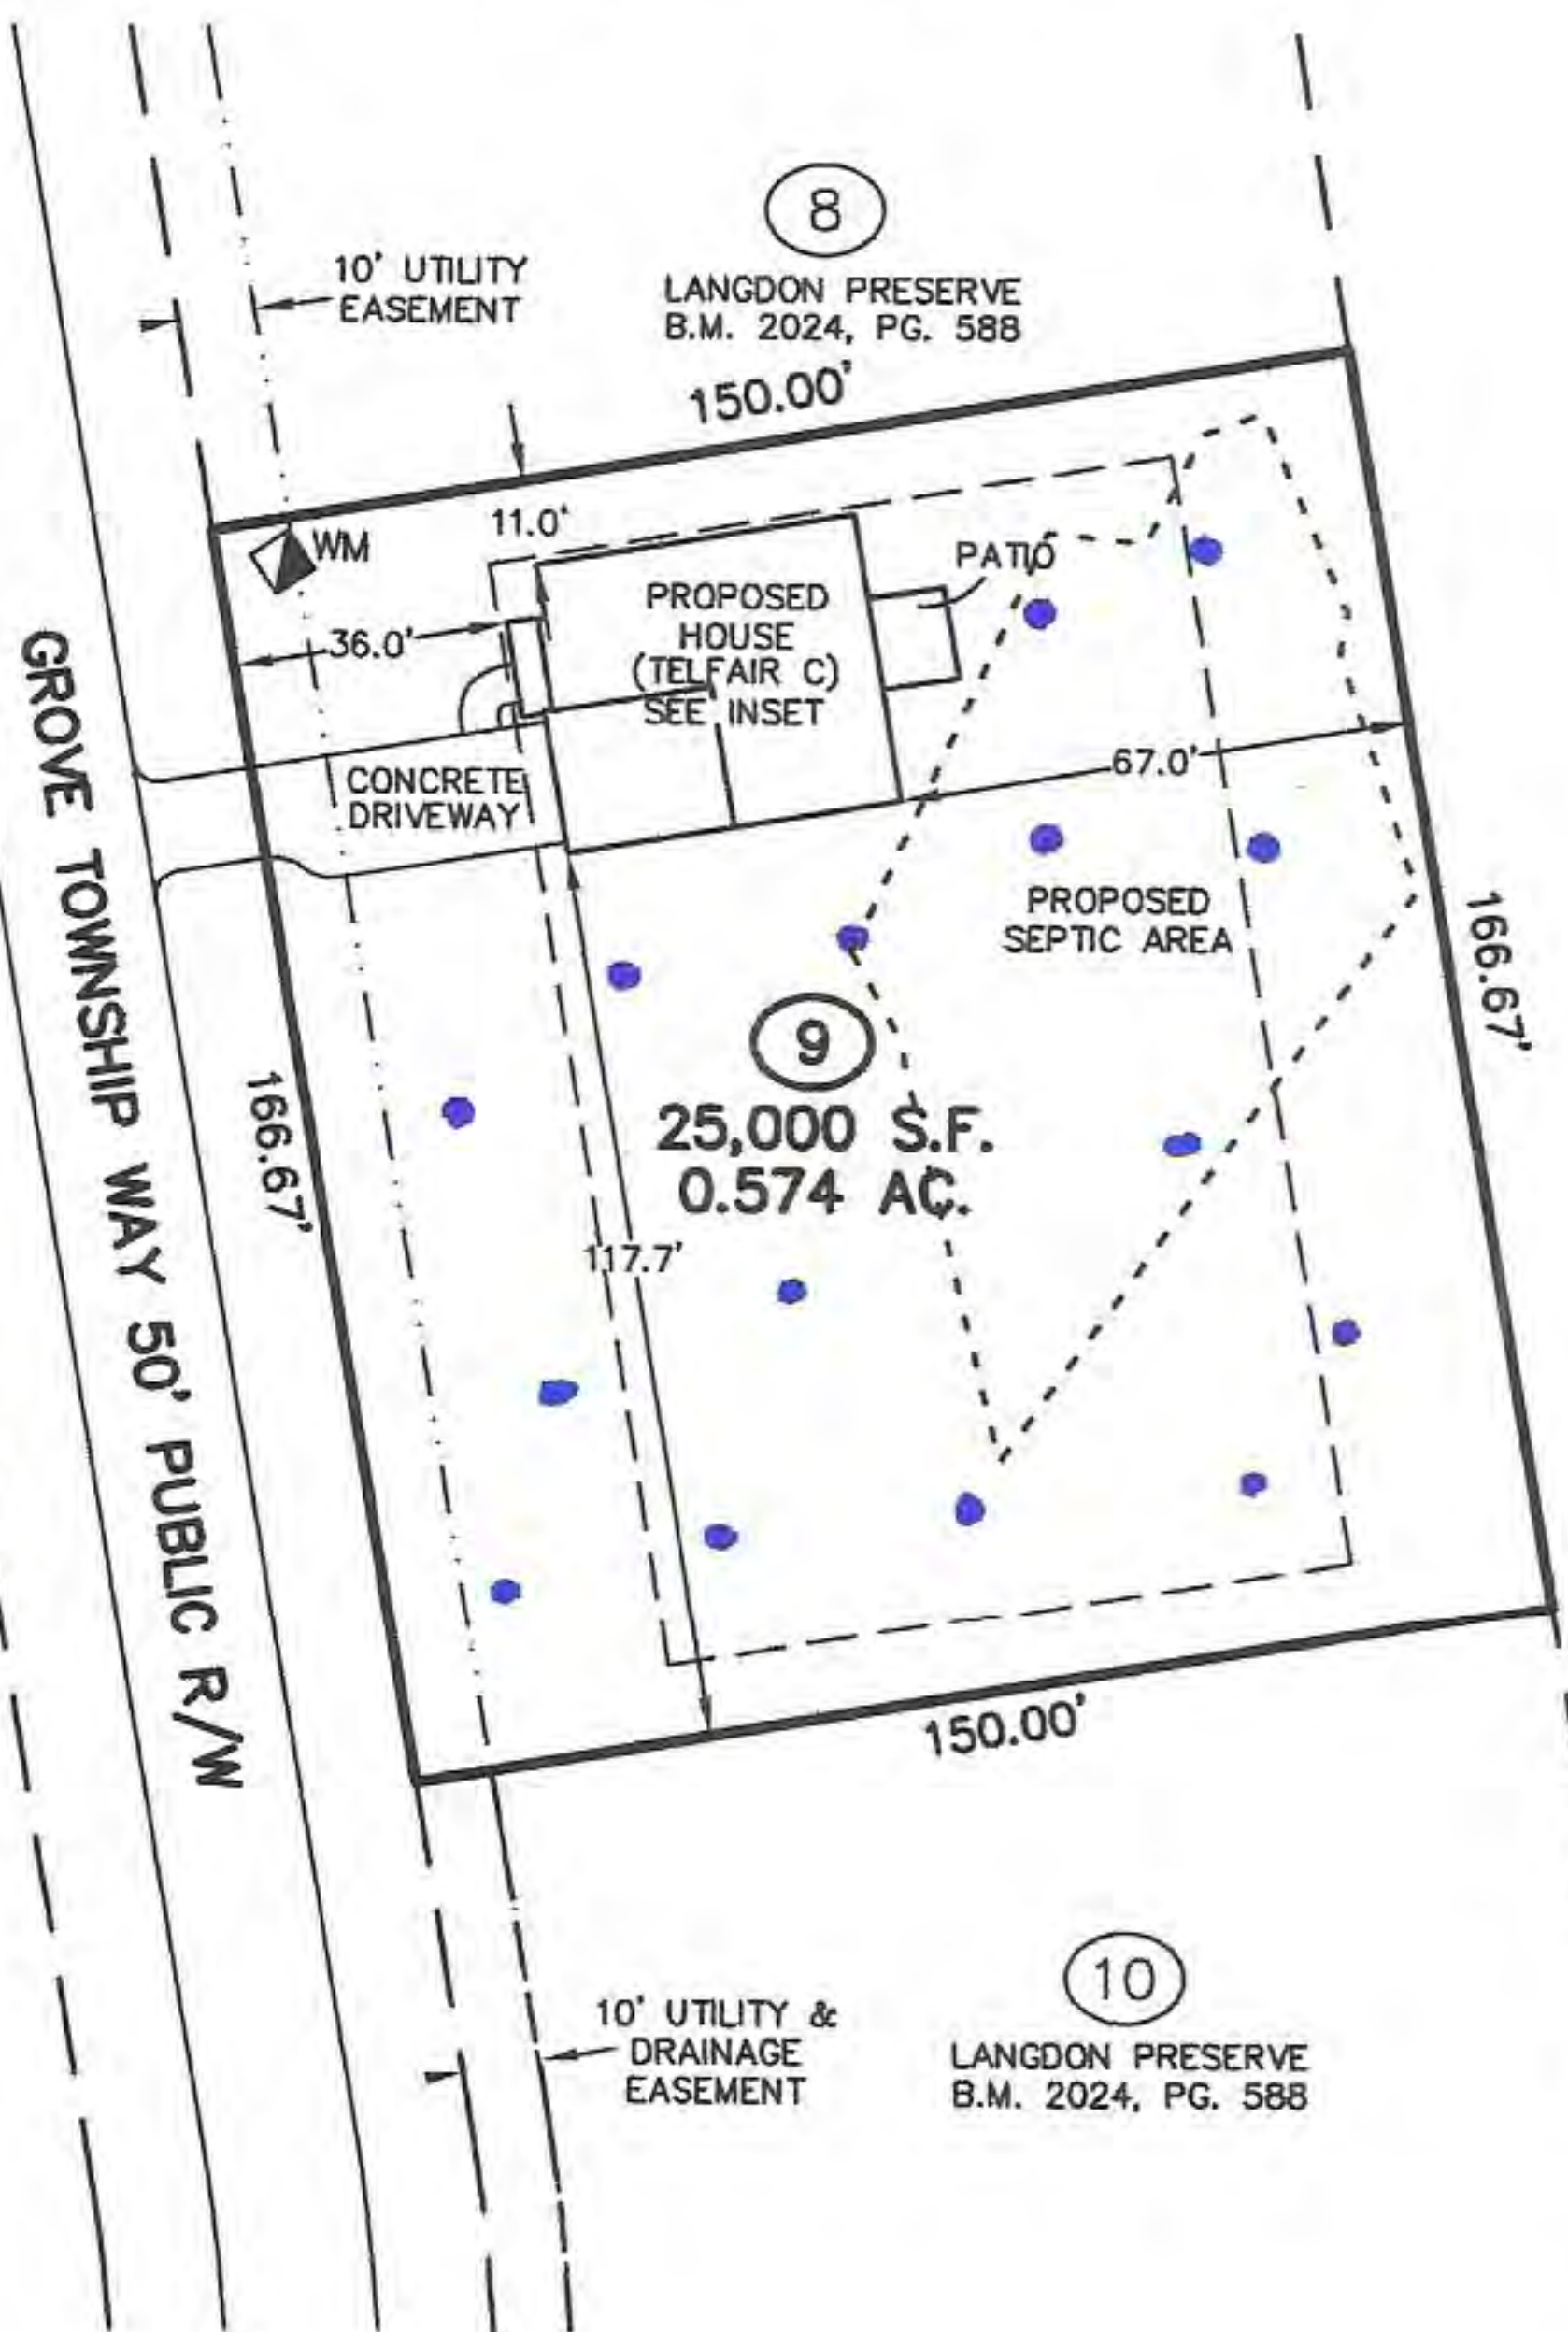 8
10' UTILITY
EASEMENT
LANGDON PRESERVE
B.M. 2024, PG. 588
150.00'
11.0'
WM
PATIO
36.0'
PROPOSED
HOUSE
(TELFAIR C)
SEE INSET
67.0'
CONCRETE
DRIVEWAY
PROPOSED
SEPTIC AREA
GROVE TOWNSHIP WAY 50' PUBLIC R/W
166.67'
166.67'
9
25,000 S.F.
0.574 AC.
117.7'
150.00'
10
10' UTILITY &
DRAINAGE
EASEMENT
LANGDON PRESERVE
B.M. 2024, PG. 588